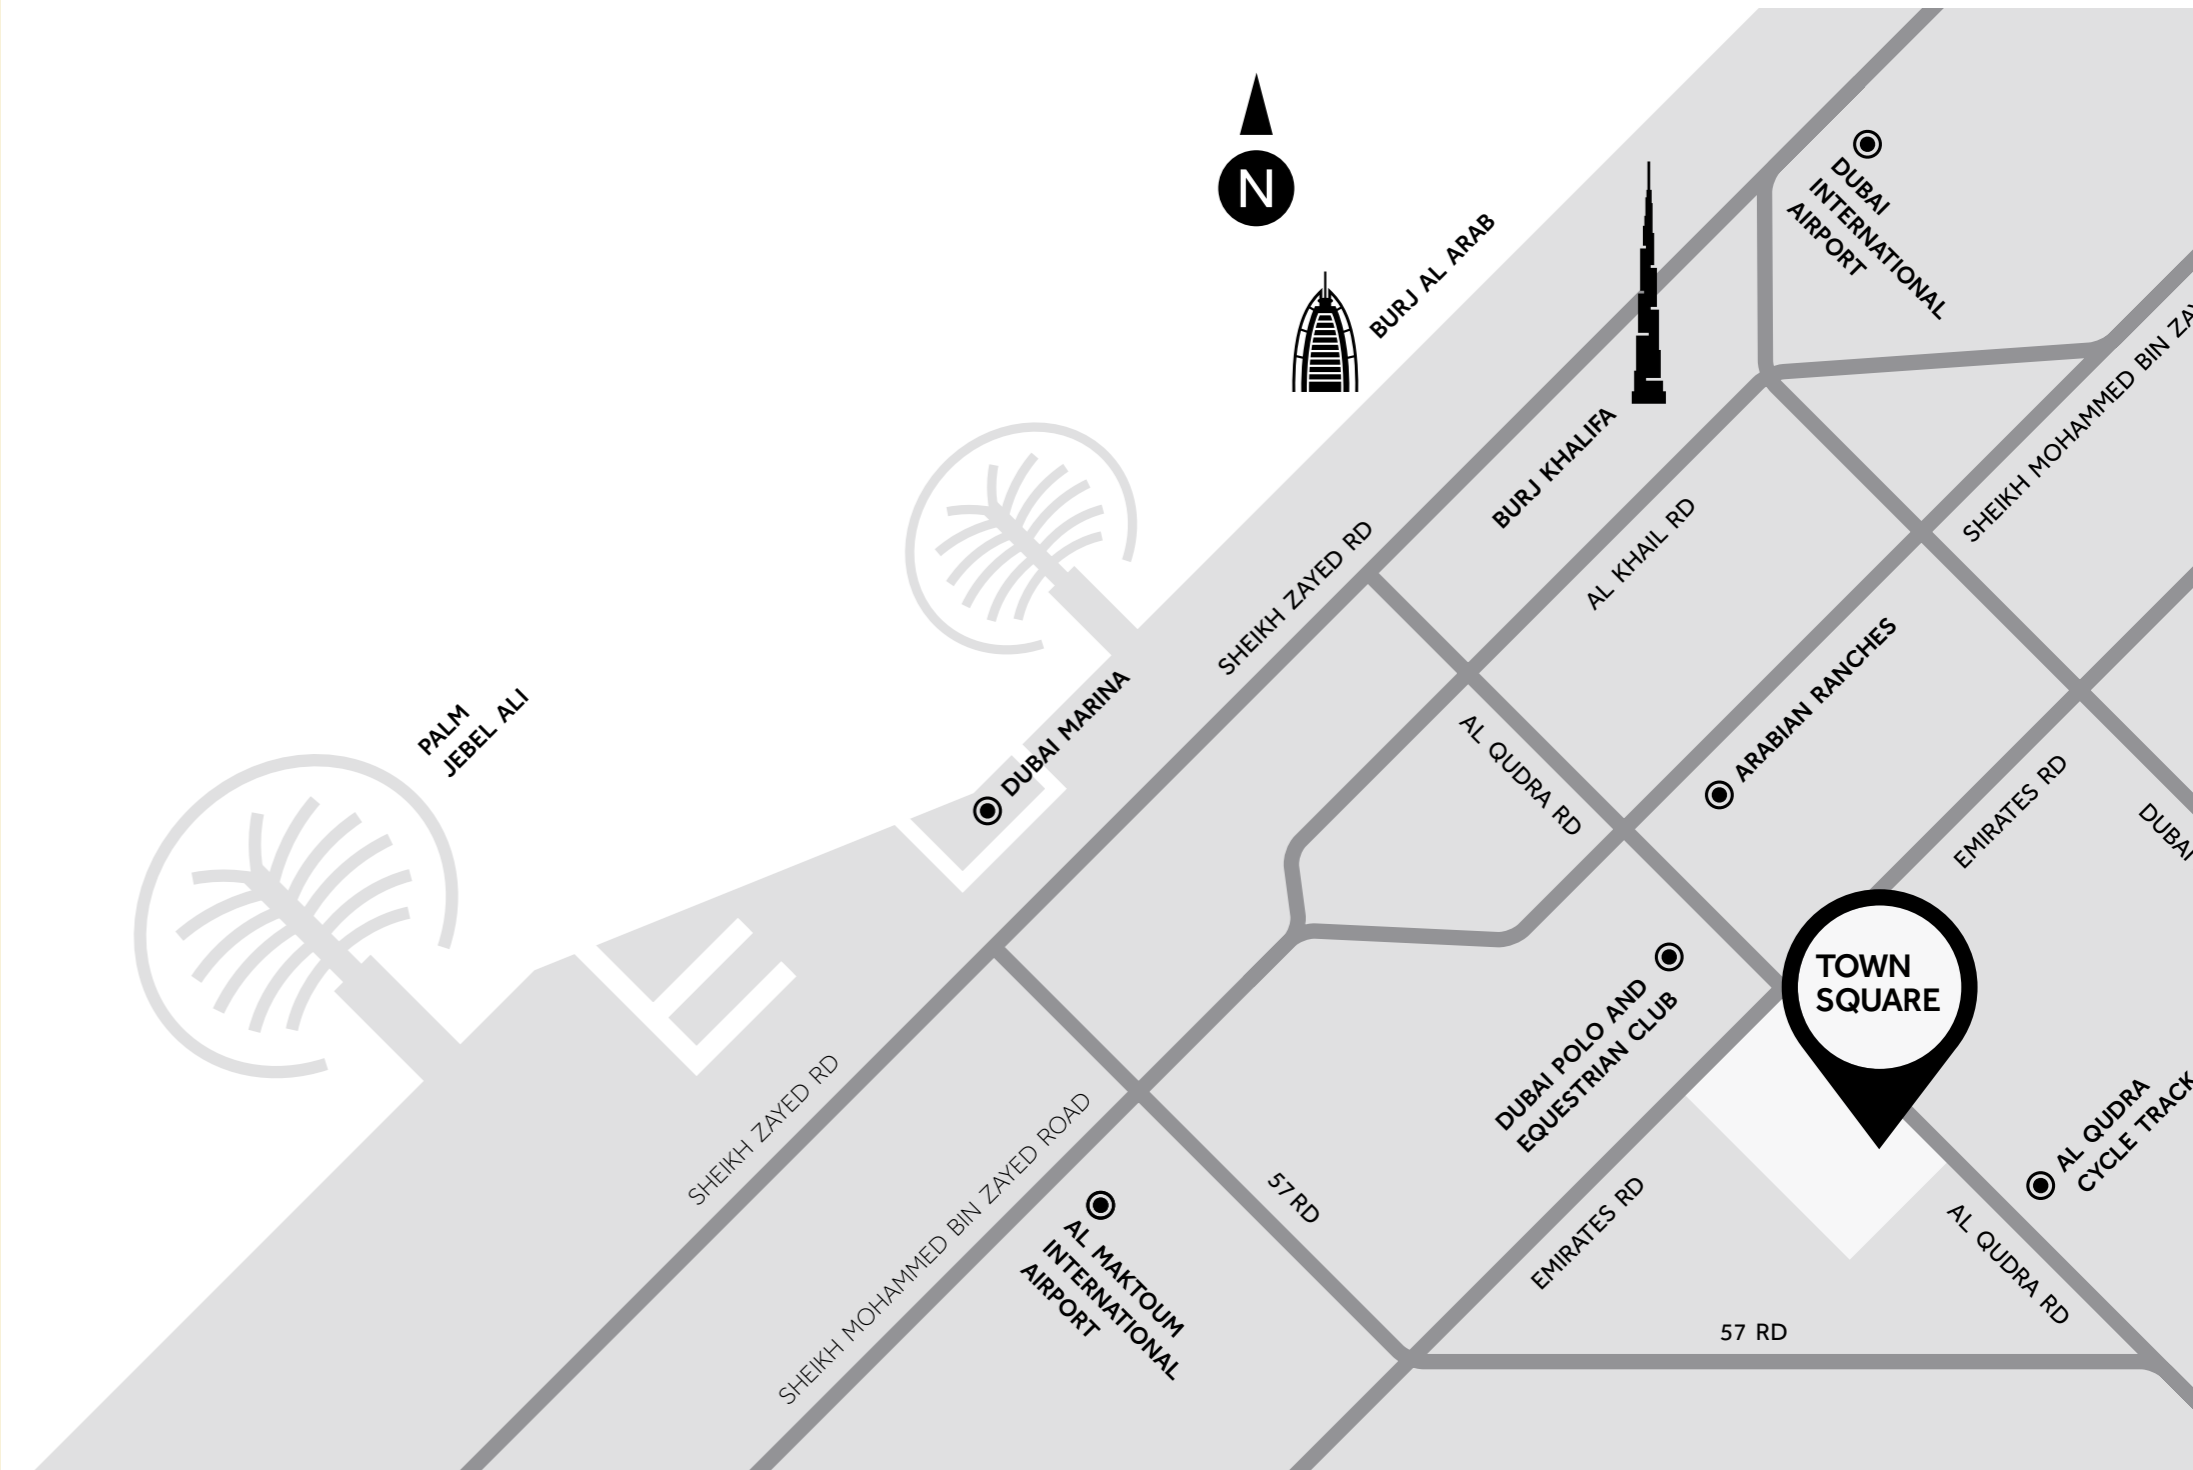 N
BURJ AL ARAB
DUBAI
INTERNATIONAL
AIRPORT
BURJ KHALIFA
SHEIKH MOHAMMED BIN ZA
SHEIKH ZAYED RD
AL KHAIL RD
PALM
JEBEL ALI
DUBAI MARINA
ARABIAN RANCHES
AL QUDRA RD
EMIRATES RD
DUBAI
TOWN
SQUARE
DUBAI POLO AND
EQUESTRIAN CLUB
SHEIKH ZAYED RD
SHEIKH MOHAMMED BIN ZAYED ROAD
AL QUDRA
CYCLE TRACK
57 RD
EMIRATES RD
AL MAKTOUM
INTERNATIONAL
AIRPORT
AL QUDRA RD
57 RD